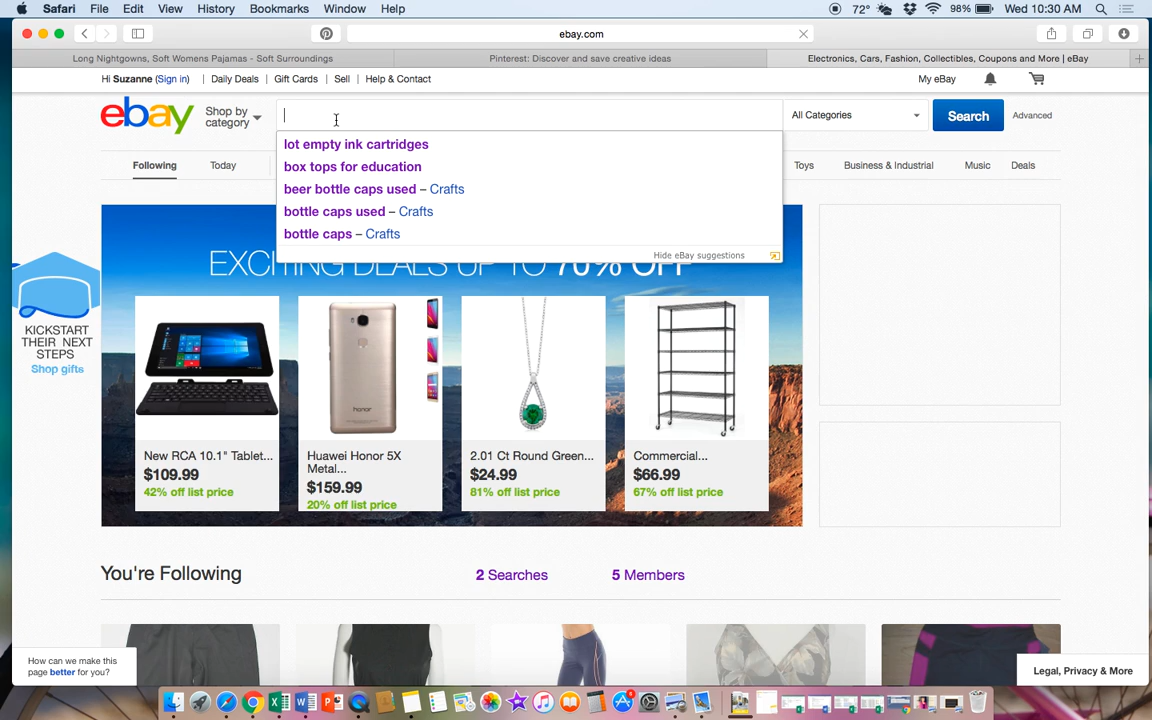 Safari File Edit View History Bookmarks Window Help 72° 98% Wed 10:30 AM
ebay.com
Long Nightgowns, Soft Womens Pajamas - Soft Surroundings Pinterest: Discover and save creative ideas Electronics, Cars, Fashion, Collectibles, Coupons and More | eBay
Hi Suzanne (Sign in) | Daily Deals | Gift Cards | Sell | Help & Contact My eBay
ebay Shop by category All Categories Search Advanced
lot empty ink cartridges
box tops for education
beer bottle caps used – Crafts
bottle caps used – Crafts
bottle caps – Crafts
Hide eBay suggestions
Following Today Toys Business & Industrial Music Deals
EXCITING DEALS UP TO 70% OFF
KICKSTART
THEIR NEXT
STEPS
Shop gifts
honor
New RCA 10.1" Tablet...
$109.99
42% off list price
Huawei Honor 5X
Metal...
$159.99
20% off list price
2.01 Ct Round Green...
$24.99
81% off list price
Commercial...
$66.99
67% off list price
You're Following 2 Searches 5 Members
How can we make this
page better for you?
Legal, Privacy & More